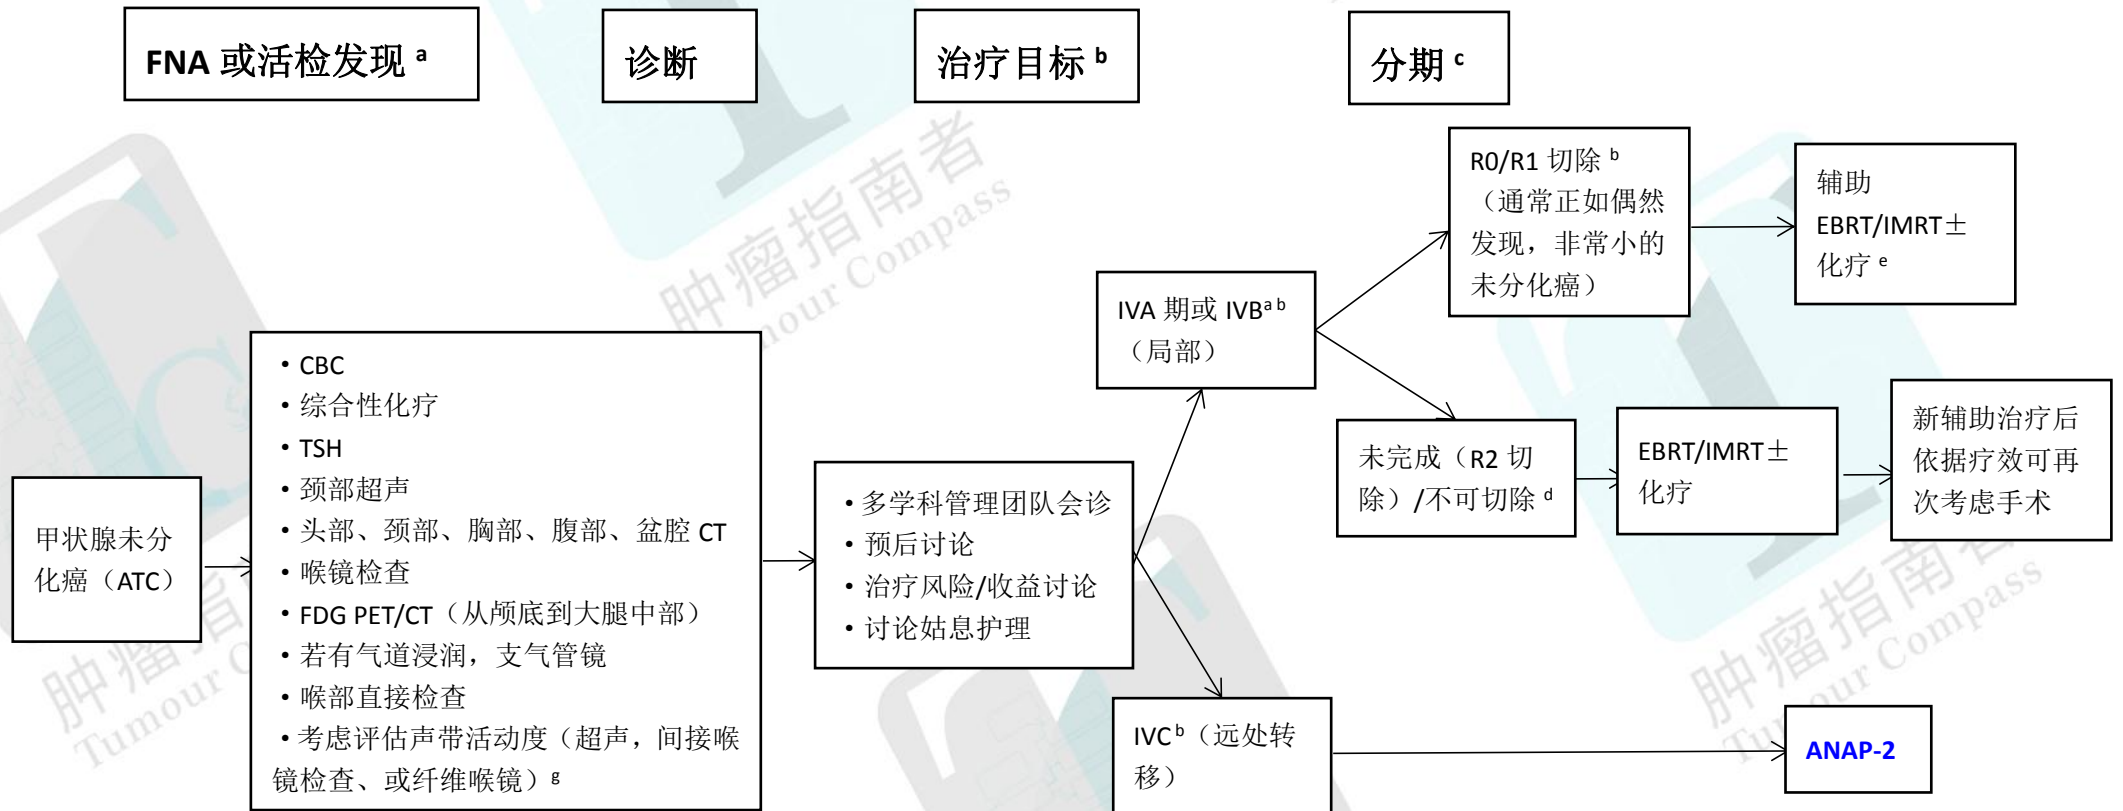 FNA 或活检发现 a
诊断
治疗目标 b
分期 c
甲状腺未分
化癌（ATC）
·CBC
·综合性化疗
·TSH
·颈部超声
·头部、颈部、胸部、腹部、盆腔 CT
·喉镜检查
·FDG PET/CT（从颅底到大腿中部）
·若有气道浸润，支气管镜
·喉部直接检查
·考虑评估声带活动度（超声，间接喉
镜检查、或纤维喉镜）g
·多学科管理团队会诊
·预后讨论
·治疗风险/收益讨论
·讨论姑息护理
IVA 期或 IVB a b
（局部）
R0/R1 切除 b
（通常正如偶然
发现，非常小的
未分化癌）
辅助
EBRT/IMRT±
化疗 e
未完成（R2 切
除）/不可切除 d
EBRT/IMRT±
化疗
新辅助治疗后
依据疗效可再
次考虑手术
IVC b（远处转
移）
ANAP-2
肿瘤指南者
Tumour Compass
肿瘤指南者
Tumour Compass